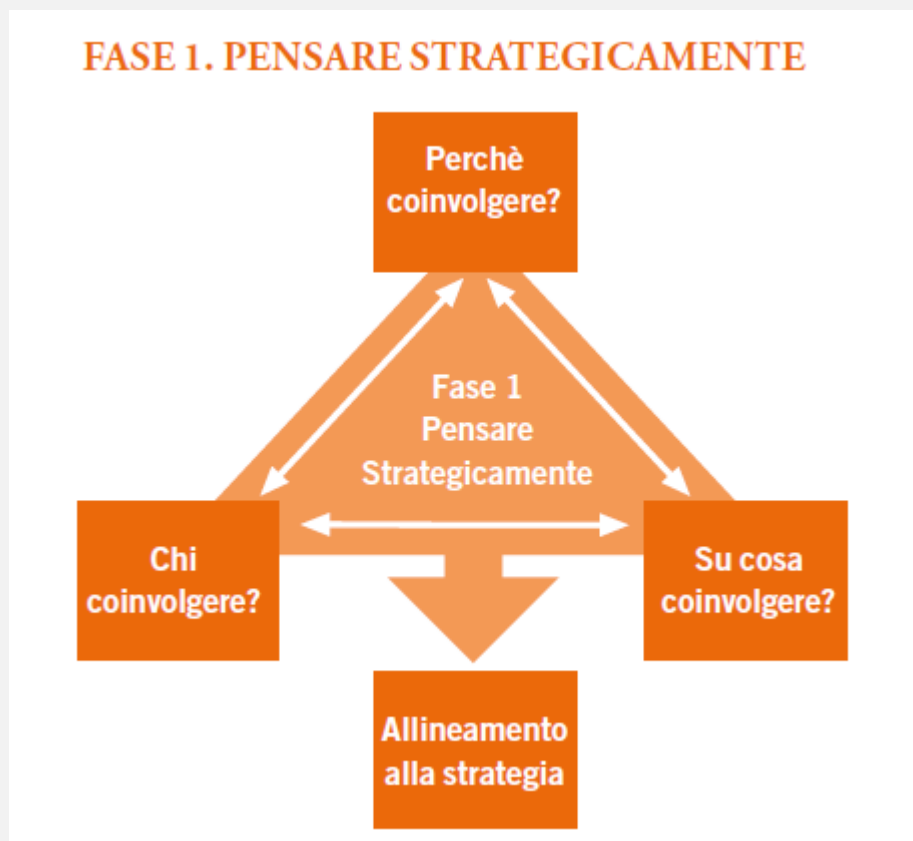 FASE 1. PENSARE STRATEGICAMENTE
Perchè
coinvolgere?
Fase 1
Pensare
Strategicamente
Chi
coinvolgere?
Su cosa
coinvolgere?
Allineamento
alla strategia